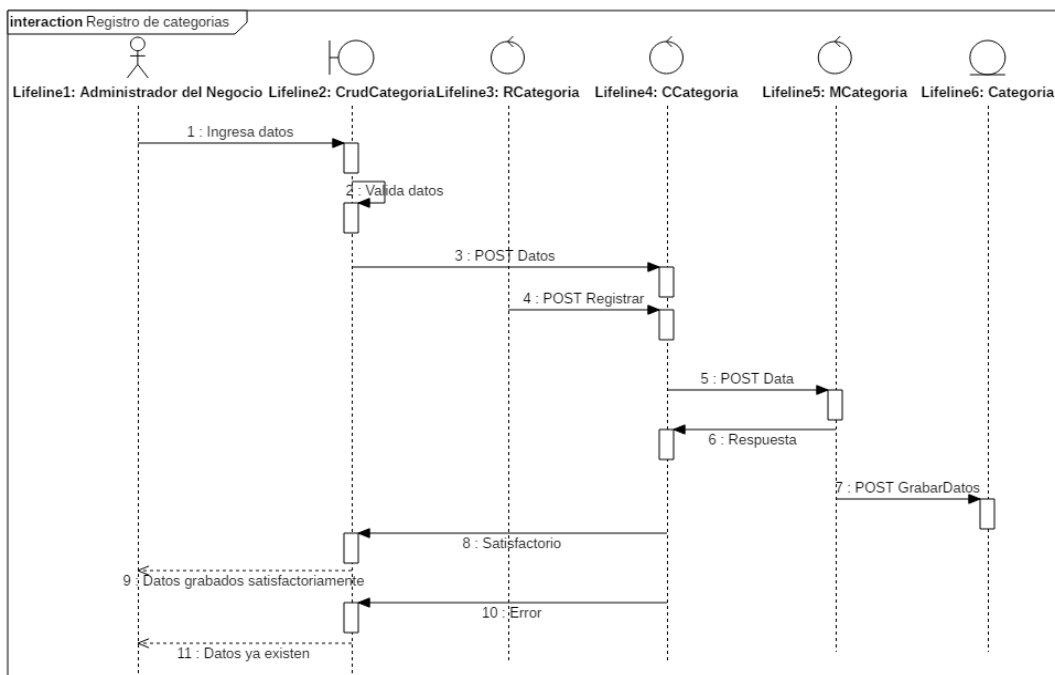 interaction Registro de categorias
Lifeline1: Administrador del Negocio
Lifeline2: CrudCategoria
Lifeline3: RCategoria
Lifeline4: CCategoria
Lifeline5: MCategoria
Lifeline6: Categoria
1 : Ingresa datos
2 : Valida datos
3 : POST Datos
4 : POST Registrar
5 : POST Data
6 : Respuesta
7 : POST GrabarDatos
8 : Satisfactorio
9 : Datos grabados satisfactoriamente
10 : Error
11 : Datos ya existen